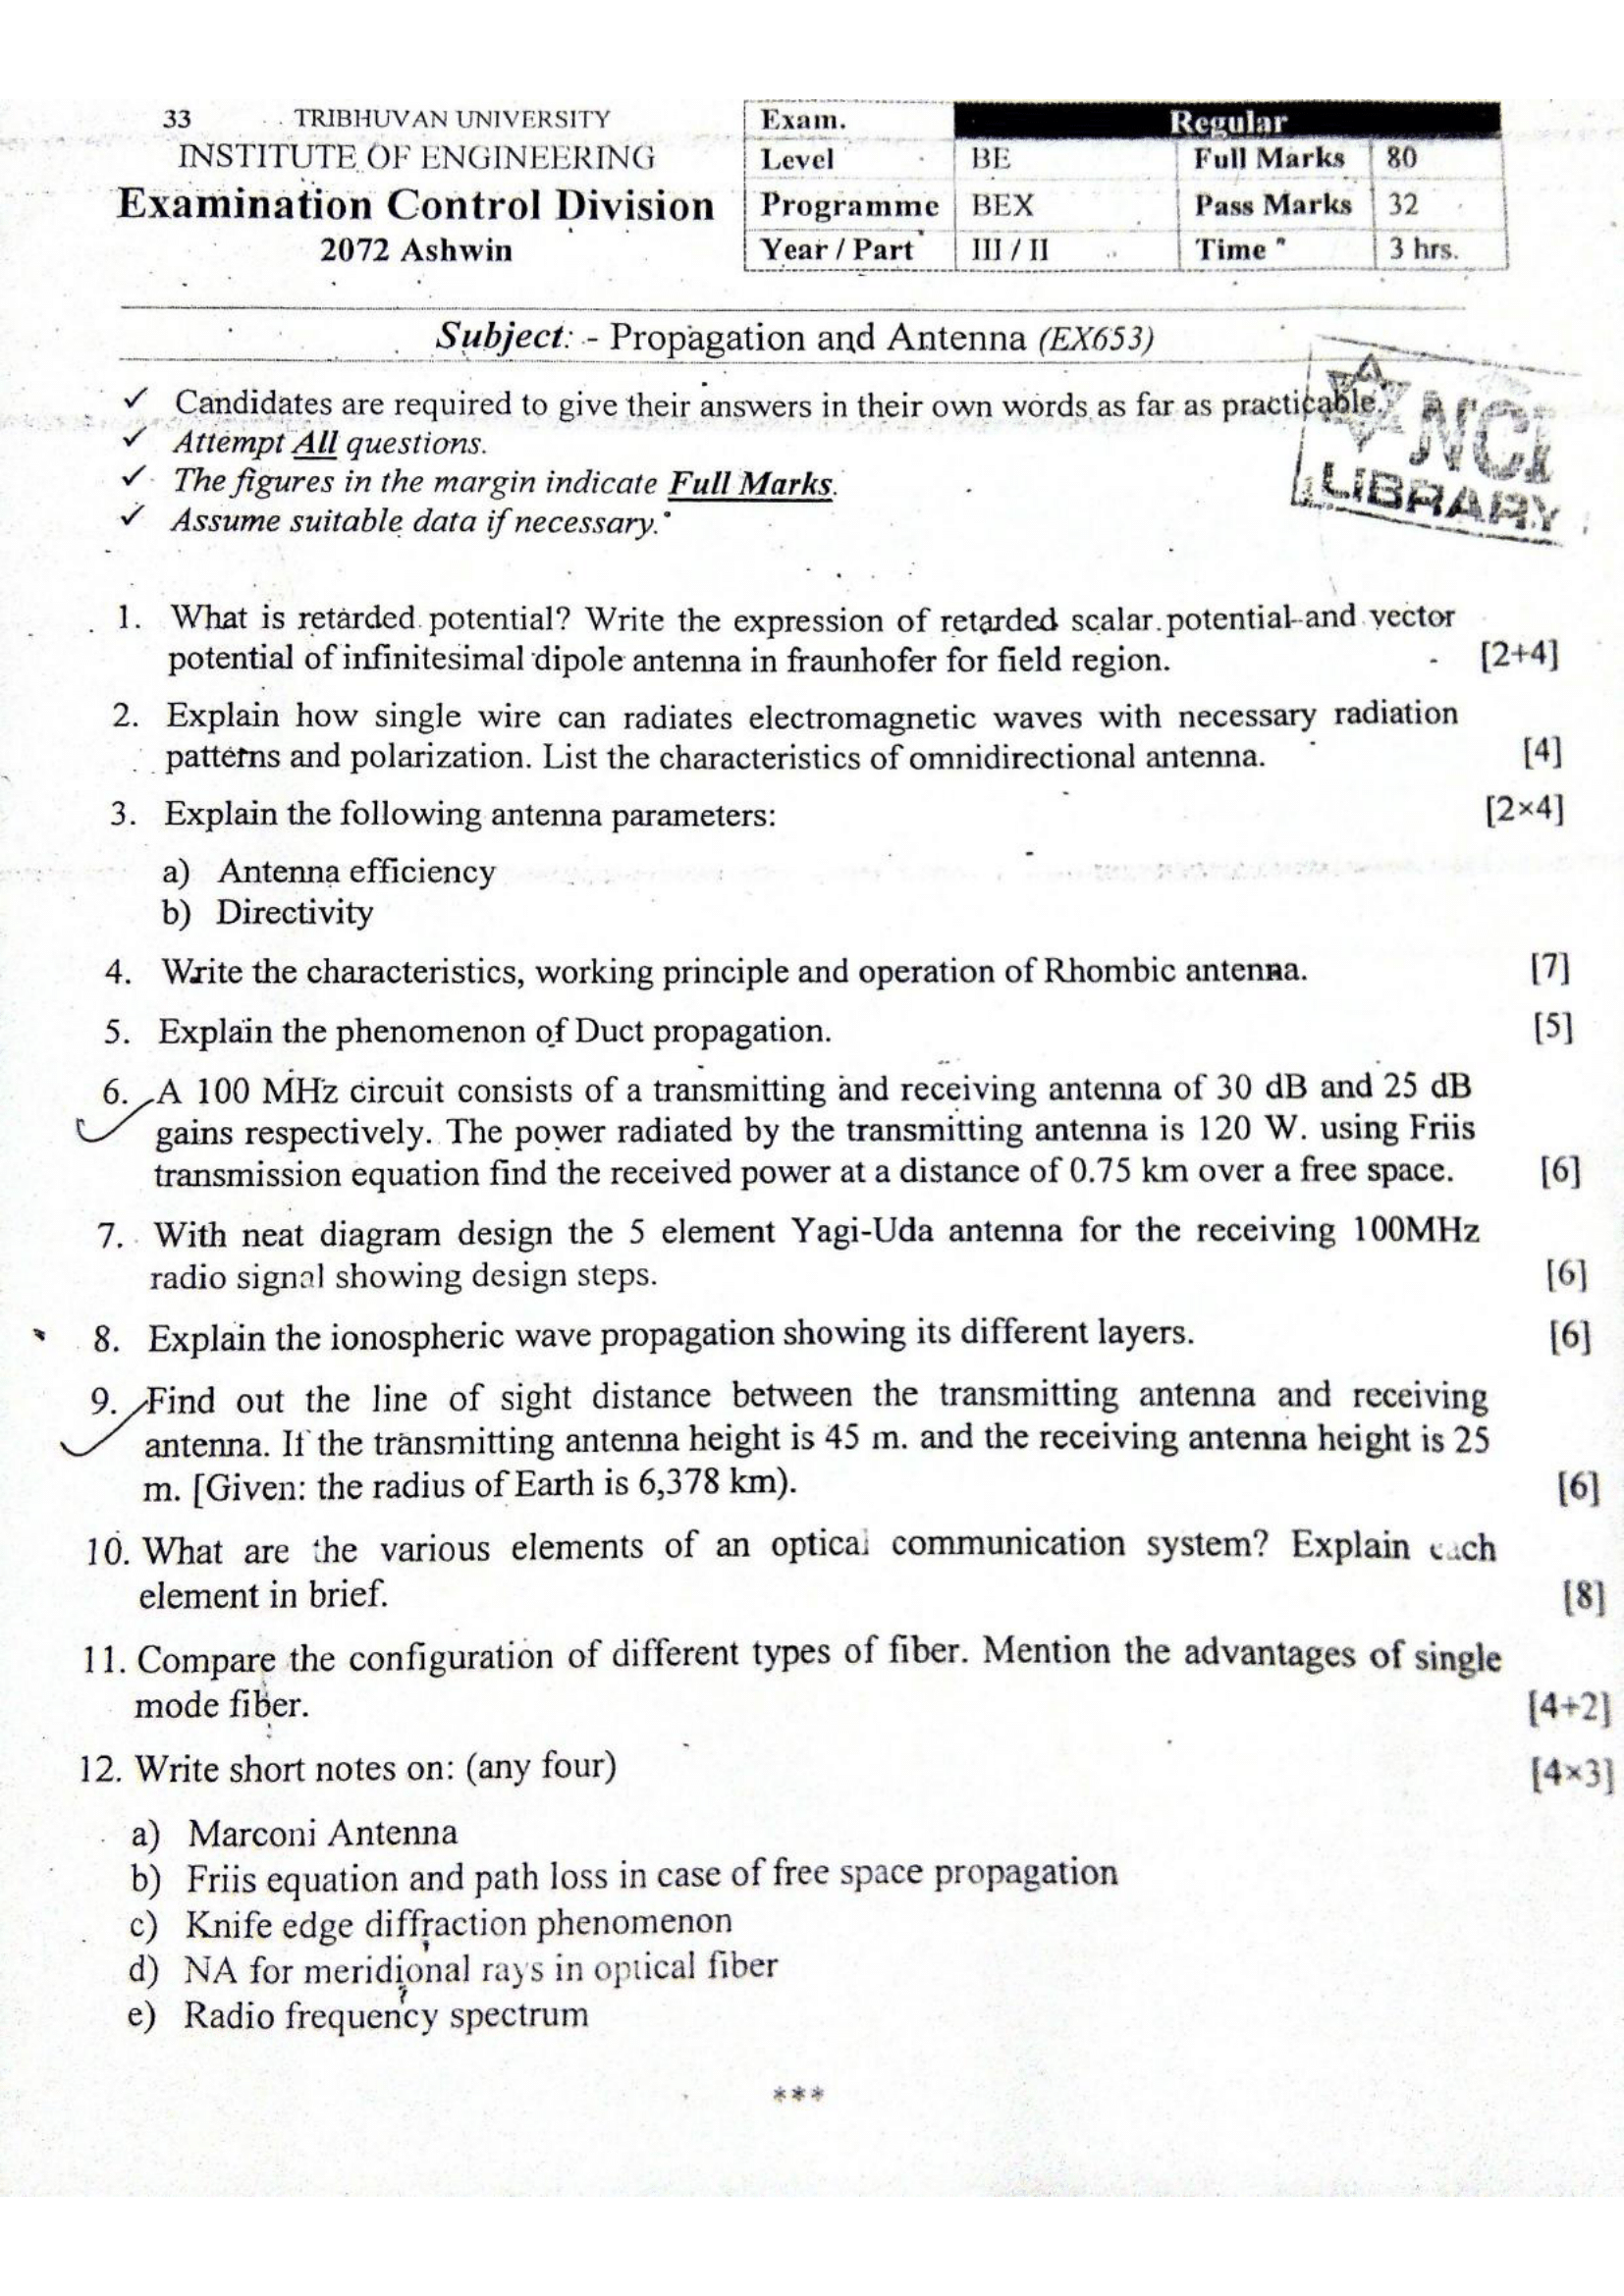 33 TRIBHUVAN UNIVERSITY
INSTITUTE OF ENGINEERING
Examination Control Division
2072 Ashwin
Exam. Regular
Level BE Full Marks 80
Programme BEX Pass Marks 32
Year / Part III / II Time 3 hrs.
Subject: - Propagation and Antenna (EX653)
✓ Candidates are required to give their answers in their own words as far as practicable.
✓ Attempt All questions.
✓ The figures in the margin indicate Full Marks.
✓ Assume suitable data if necessary.
NCI
LIBRARY
1. What is retarded potential? Write the expression of retarded scalar potential and vector
potential of infinitesimal dipole antenna in fraunhofer for field region. [2+4]
2. Explain how single wire can radiates electromagnetic waves with necessary radiation
patterns and polarization. List the characteristics of omnidirectional antenna. [4]
3. Explain the following antenna parameters: [2×4]
a) Antenna efficiency
b) Directivity
4. Write the characteristics, working principle and operation of Rhombic antenna. [7]
5. Explain the phenomenon of Duct propagation. [5]
6. A 100 MHz circuit consists of a transmitting and receiving antenna of 30 dB and 25 dB
gains respectively. The power radiated by the transmitting antenna is 120 W. using Friis
transmission equation find the received power at a distance of 0.75 km over a free space. [6]
7. With neat diagram design the 5 element Yagi-Uda antenna for the receiving 100MHz
radio signal showing design steps. [6]
8. Explain the ionospheric wave propagation showing its different layers. [6]
9. Find out the line of sight distance between the transmitting antenna and receiving
antenna. If the transmitting antenna height is 45 m. and the receiving antenna height is 25
m. [Given: the radius of Earth is 6,378 km). [6]
10. What are the various elements of an optical communication system? Explain each
element in brief. [8]
11. Compare the configuration of different types of fiber. Mention the advantages of single
mode fiber. [4+2]
12. Write short notes on: (any four) [4×3]
a) Marconi Antenna
b) Friis equation and path loss in case of free space propagation
c) Knife edge diffraction phenomenon
d) NA for meridional rays in optical fiber
e) Radio frequency spectrum
***